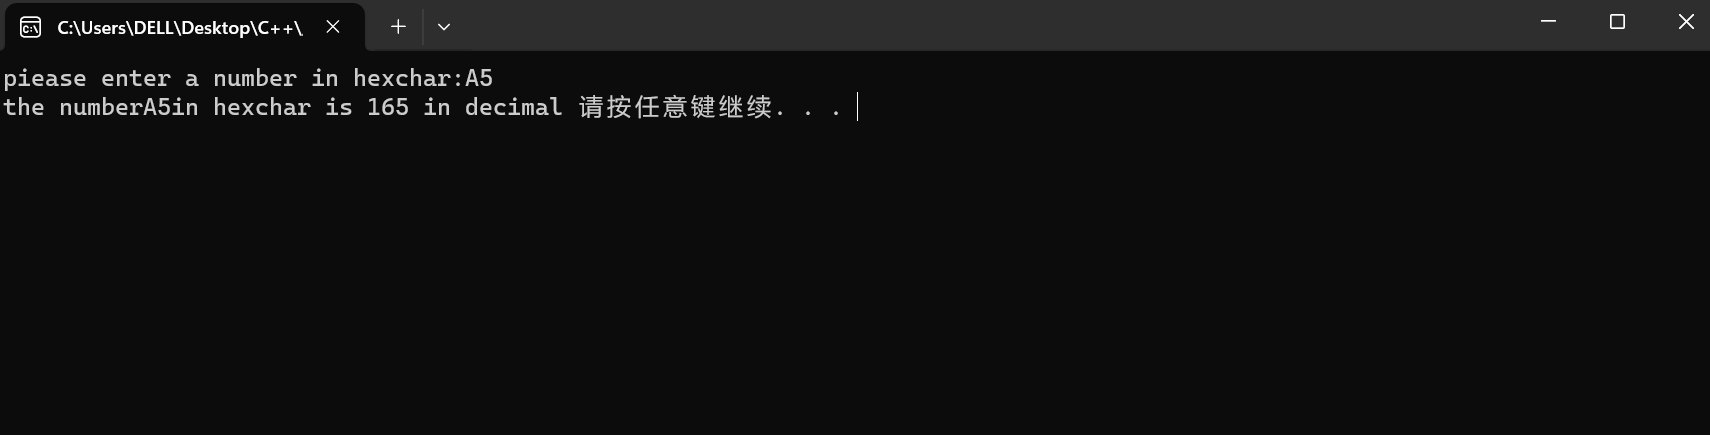 C:\Users\DELL\Desktop\C++\
piease enter a number in hexchar:A5
the numberA5in hexchar is 165 in decimal 请按任意键继续. . .